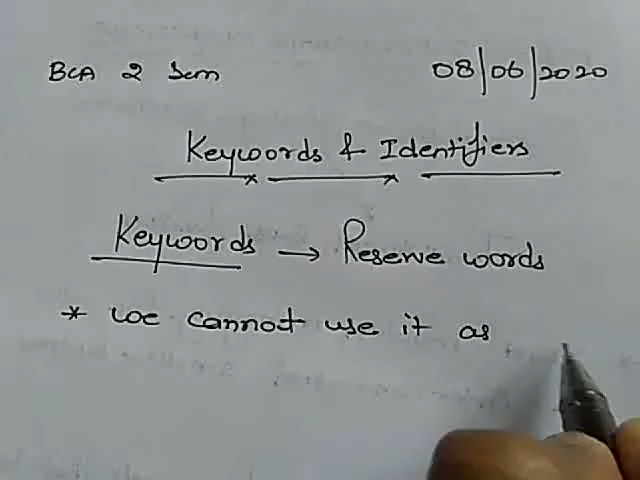 BCA 2 Sem 08/06/2020
Keywords & Identifiers
Keywords → Reserve words
* we cannot use it as